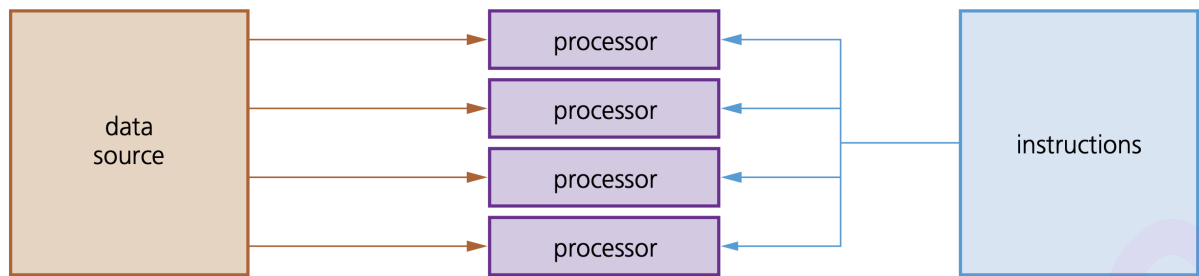 data
source
processor
processor
processor
processor
instructions